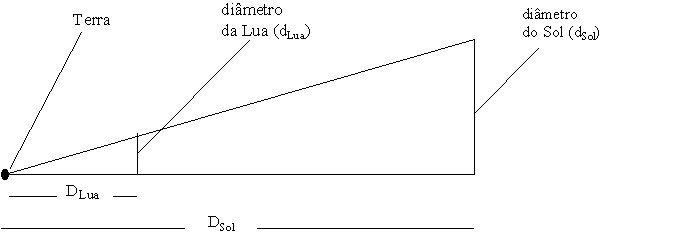 Terra
diâmetro
da Lua (dLua)
diâmetro
do Sol (dSol)
DLua
DSol